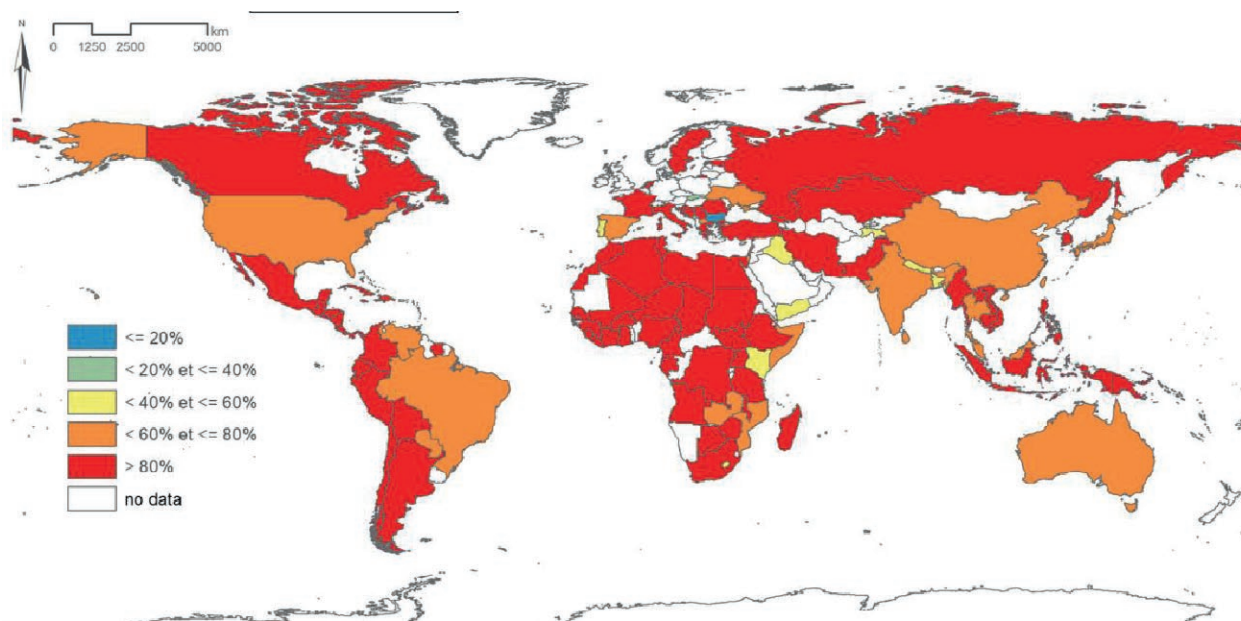 N
0 1250 2500 5000
km
<= 20%
< 20% et <= 40%
< 40% et <= 60%
< 60% et <= 80%
> 80%
no data